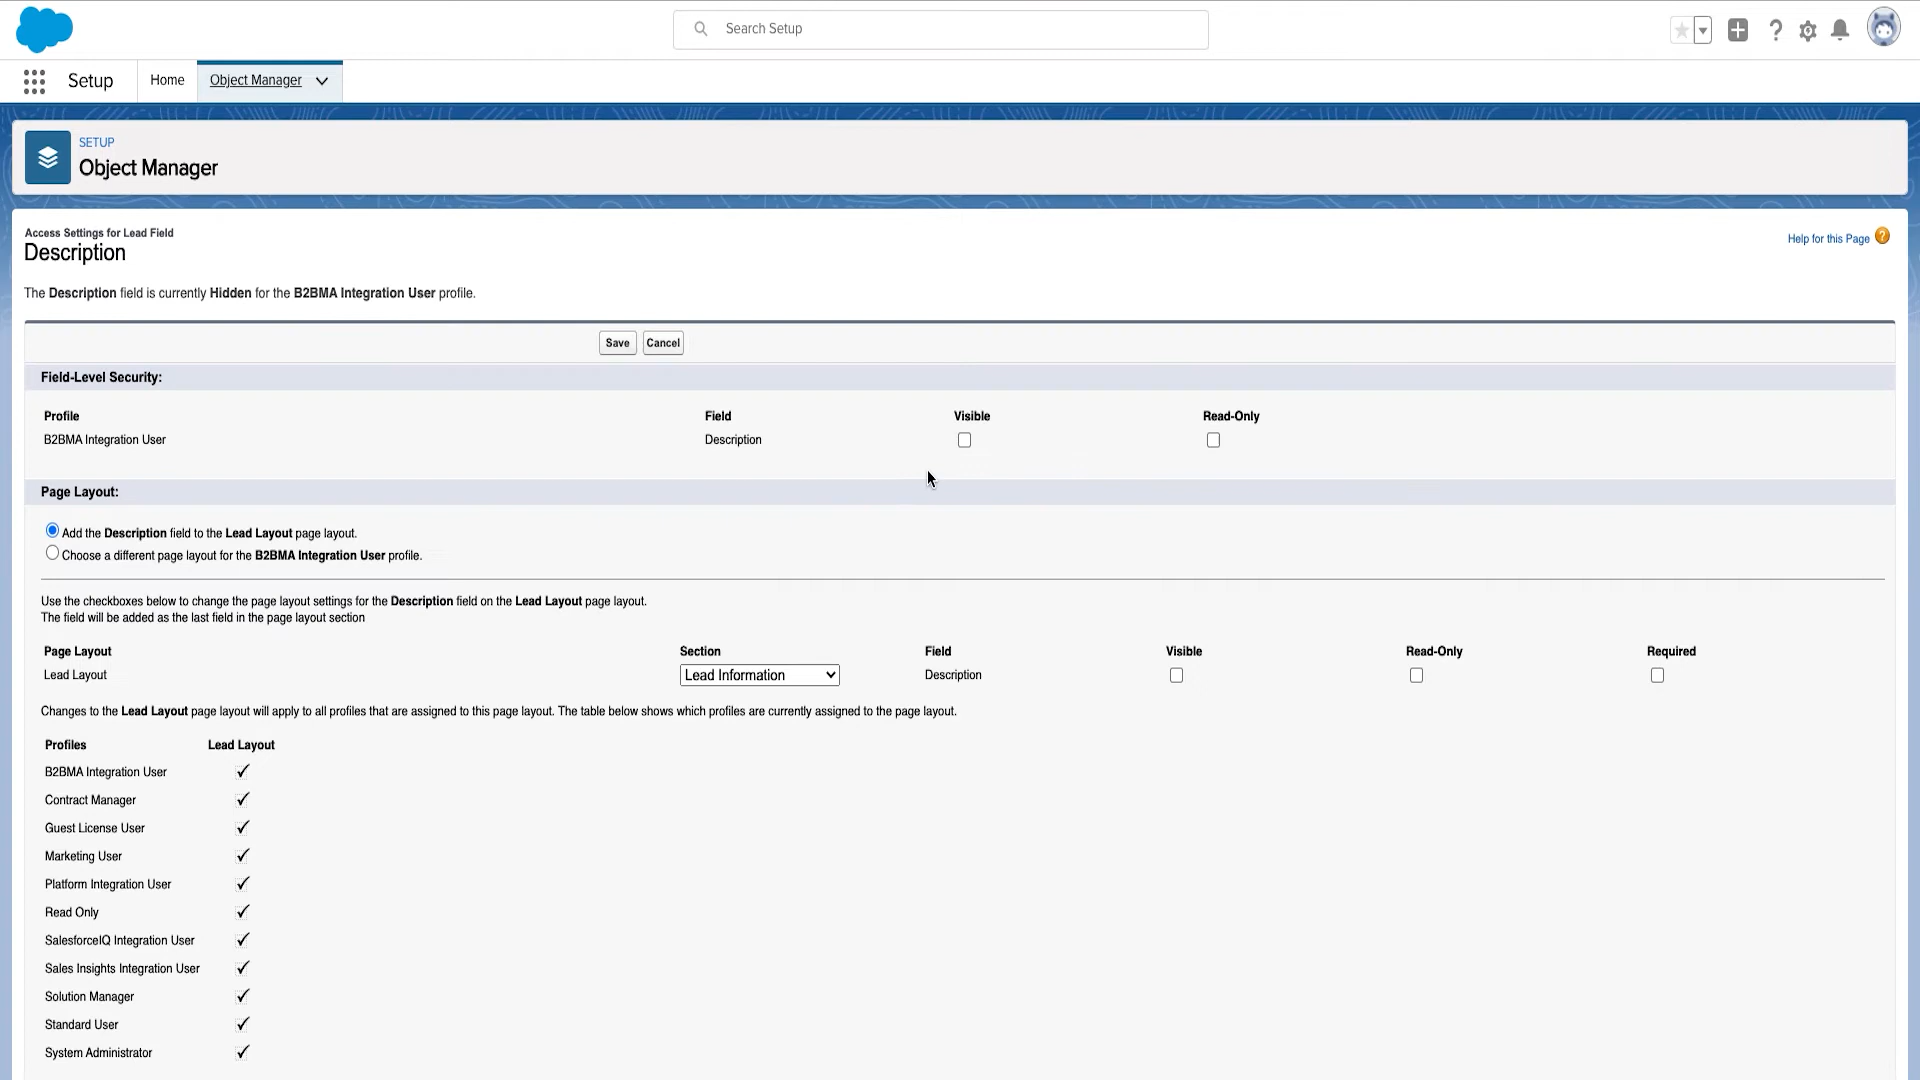 Search Setup
Setup
Home
Object Manager
SETUP
Object Manager
Access Settings for Lead Field
Description
Help for this Page ?
The Description field is currently Hidden for the B2BMA Integration User profile.
Save Cancel
Field-Level Security:
Profile Field Visible Read-Only
B2BMA Integration User Description
Page Layout:
Add the Description field to the Lead Layout page layout.
Choose a different page layout for the B2BMA Integration User profile.
Use the checkboxes below to change the page layout settings for the Description field on the Lead Layout page layout.
The field will be added as the last field in the page layout section
Page Layout Section Field Visible Read-Only Required
Lead Layout Lead Information Description
Changes to the Lead Layout page layout will apply to all profiles that are assigned to this page layout. The table below shows which profiles are currently assigned to the page layout.
Profiles Lead Layout
B2BMA Integration User
Contract Manager
Guest License User
Marketing User
Platform Integration User
Read Only
SalesforceIQ Integration User
Sales Insights Integration User
Solution Manager
Standard User
System Administrator